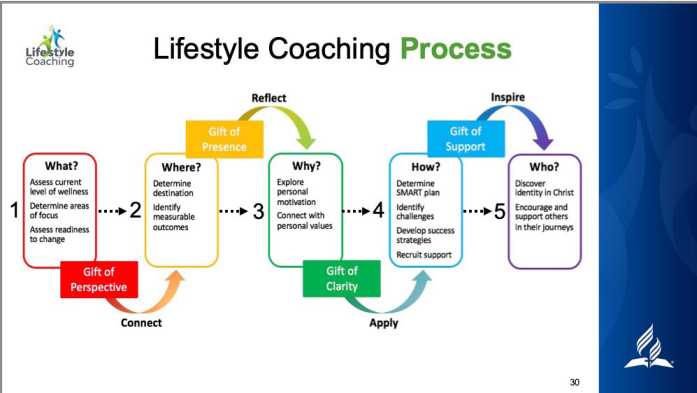 Lifestyle
Coaching
Lifestyle Coaching Process
Reflect
Inspire
Gift of
Presence
Gift of
Support
1
What?
Assess current
level of wellness
Determine areas
of focus
Assess readiness
to change
2
Where?
Determine
destination
Identify
measurable
outcomes
3
Why?
Explore
personal
motivation
Connect with
personal values
4
How?
Determine
SMART plan
Identify
challenges
Develop success
strategies
Recruit support
5
Who?
Discover
identity in Christ
Encourage and
support others
in their journeys
Gift of
Perspective
Gift of
Clarity
Connect
Apply
30